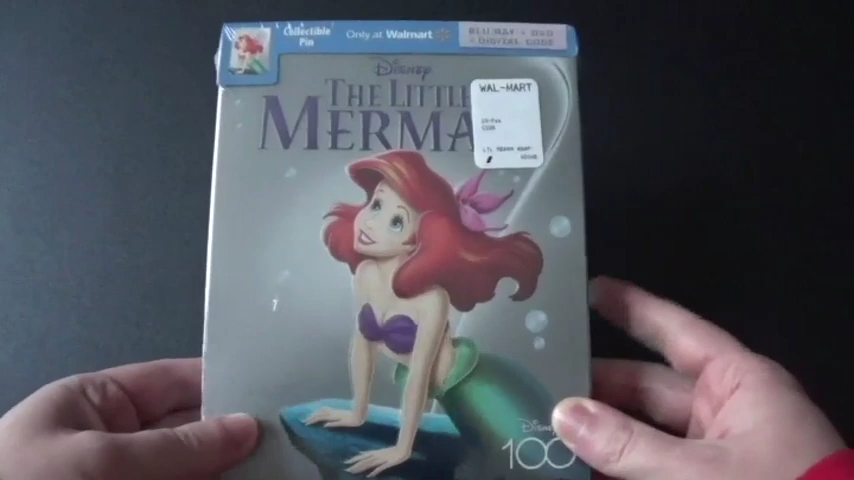 Collectible
Pin
Only at Walmart
BLU-RAY + DVD
+ DIGITAL CODE
Disney
THE LITTLE
MERMA
WAL-MART
Disney
100